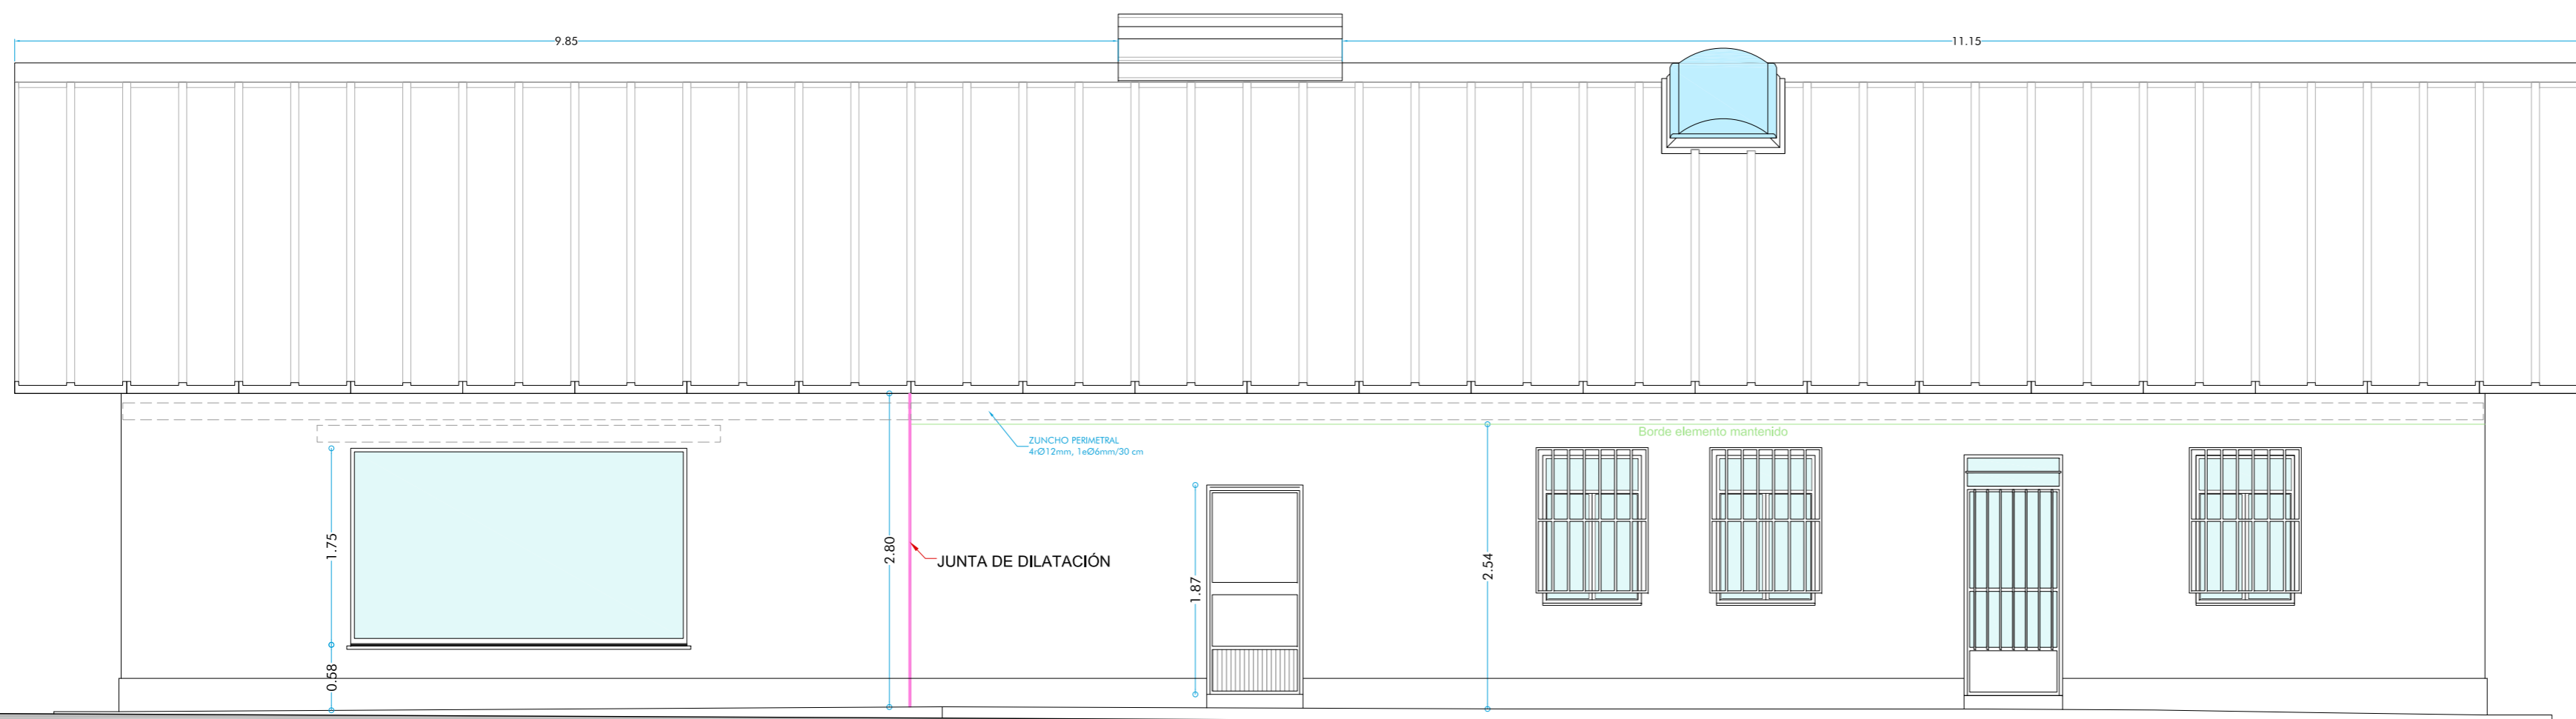 9.85
11.15
ZUNCHO PERIMETRAL
4rØ12mm, 1eØ6mm/30 cm
Borde elemento mantenido
1.75
2.80
JUNTA DE DILATACIÓN
1.87
2.54
0.58